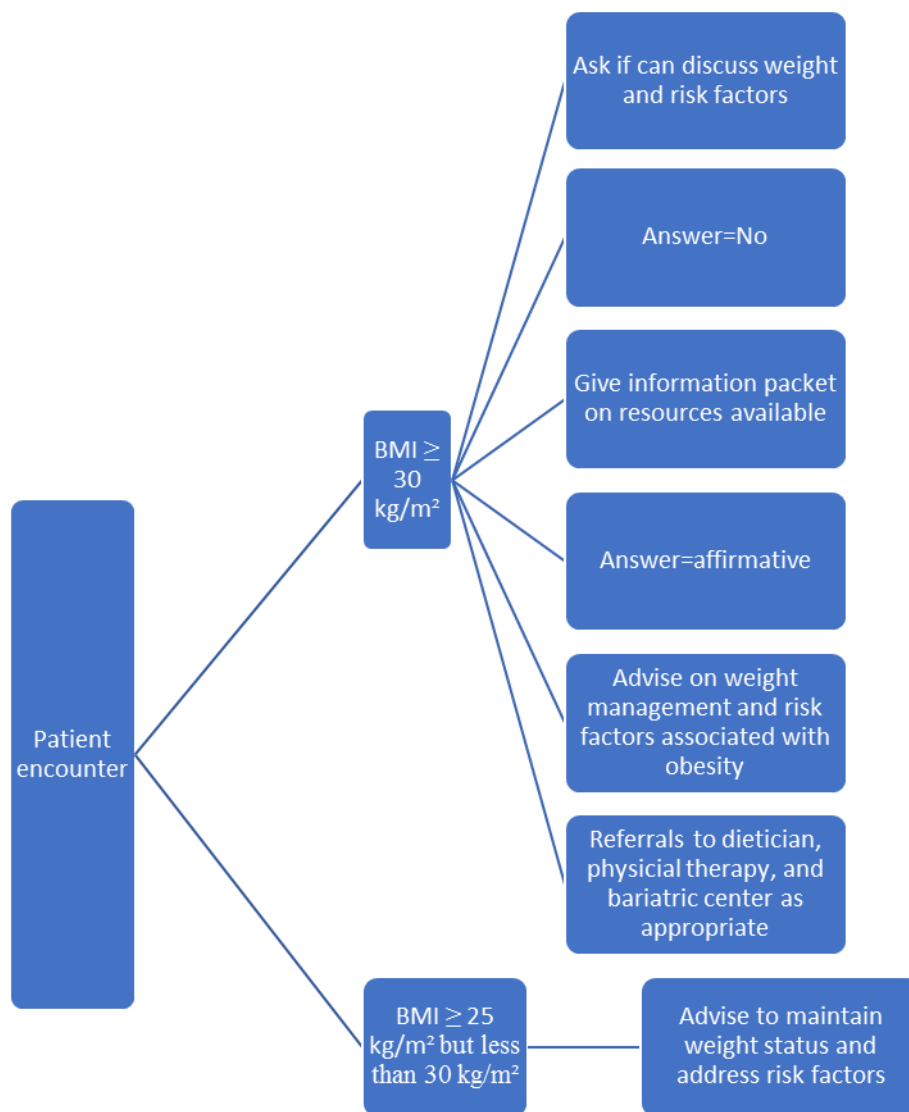 Ask if can discuss weight
and risk factors
Answer=No
Give information packet
on resources available
BMI ≥
30
kg/m²
Answer=affirmative
Patient
encounter
Advise on weight
management and risk
factors associated with
obesity
Referrals to dietician,
physicial therapy, and
bariatric center as
appropriate
BMI ≥ 25
kg/m² but less
than 30 kg/m²
Advise to maintain
weight status and
address risk factors